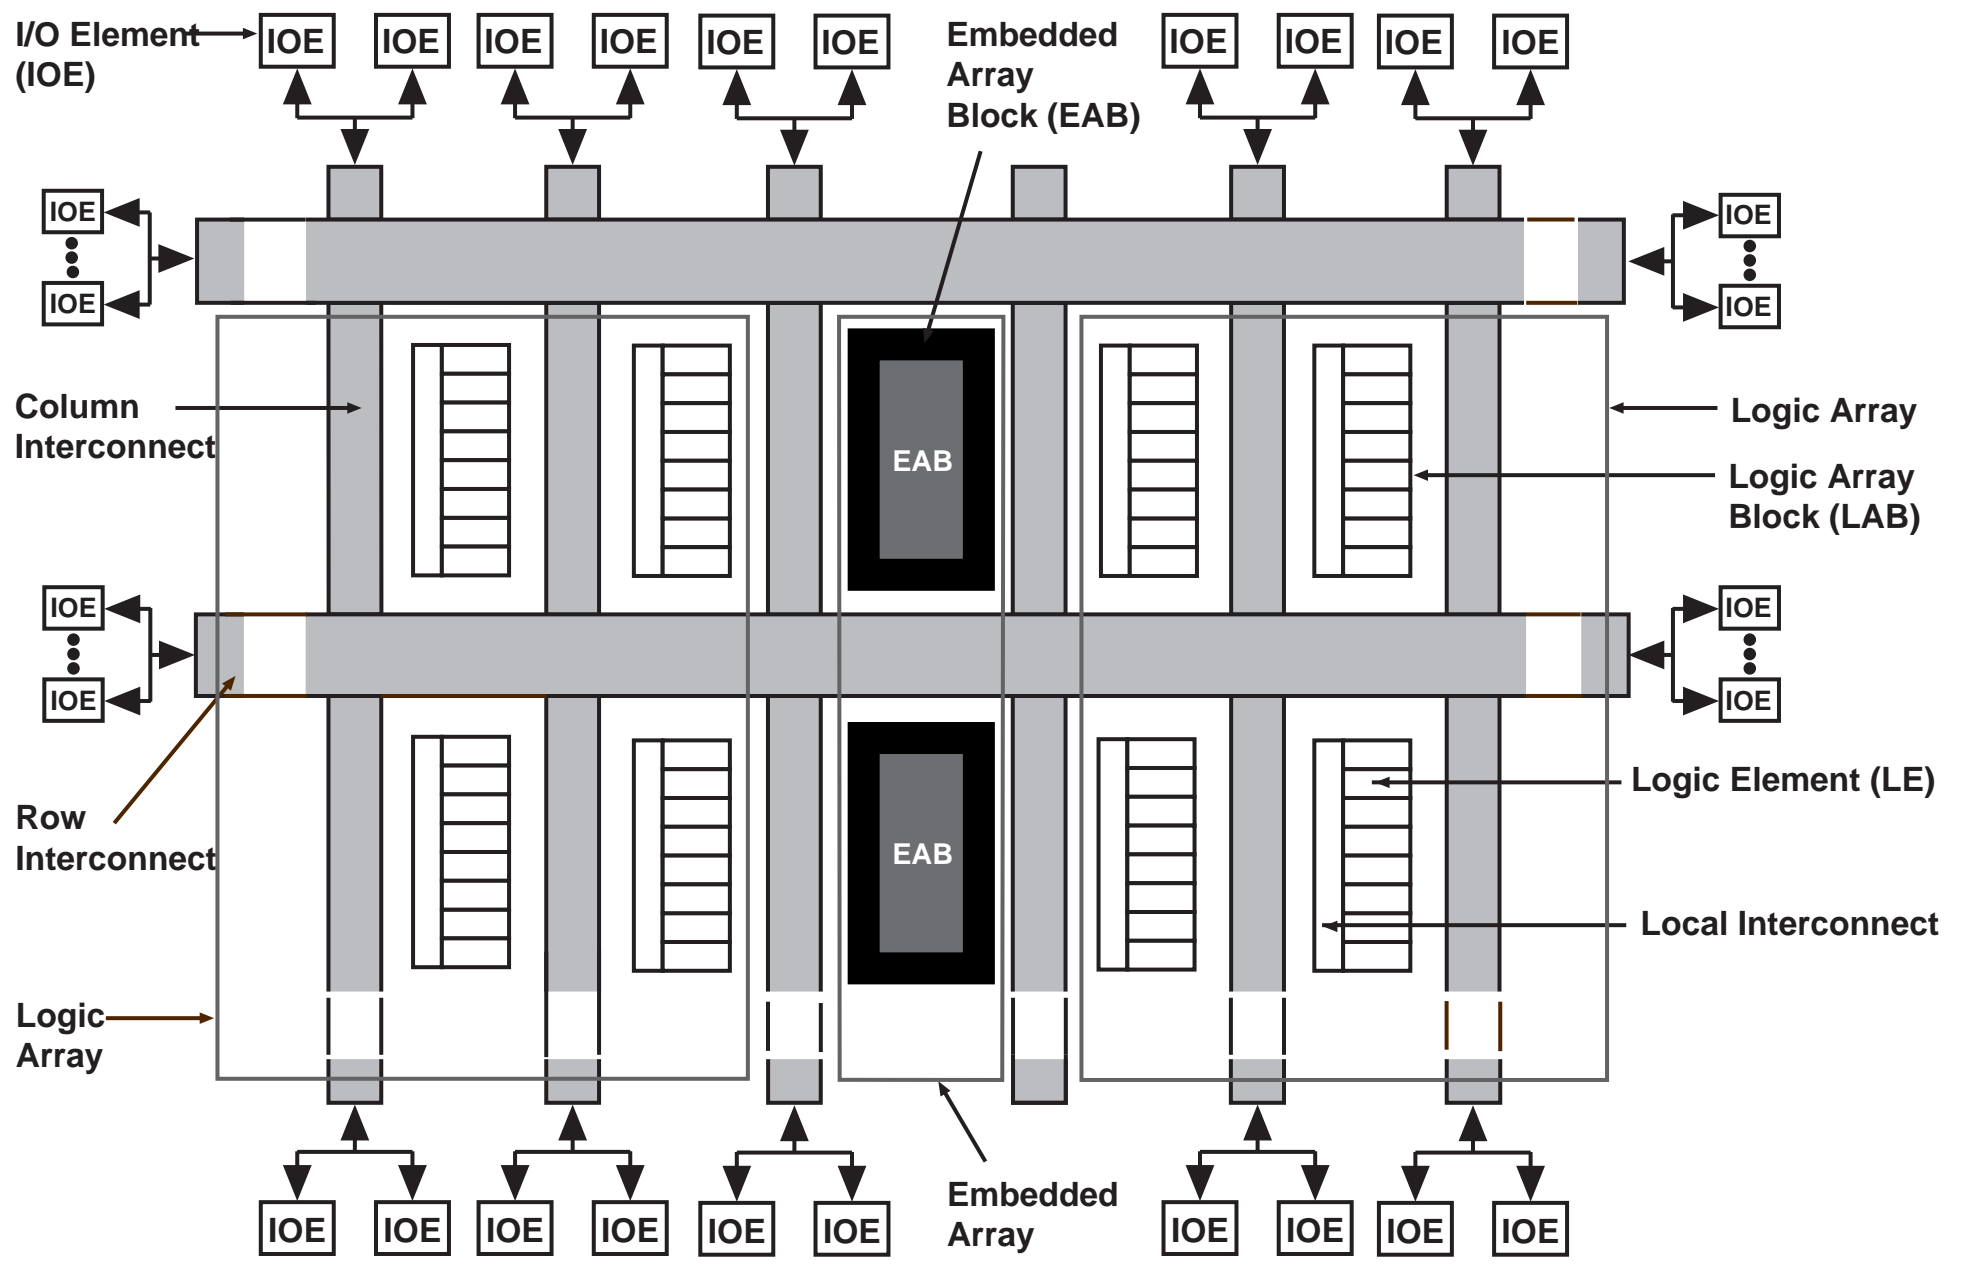 I/O Element
(IOE)
IOE IOE IOE IOE IOE IOE
Embedded
Array
Block (EAB)
IOE IOE IOE IOE
IOE
IOE
IOE
IOE
Column
Interconnect
EAB
Logic Array
Logic Array
Block (LAB)
IOE
IOE
IOE
IOE
Row
Interconnect
EAB
Logic Element (LE)
Local Interconnect
Logic
Array
Embedded
Array
IOE IOE IOE IOE IOE IOE IOE IOE IOE IOE